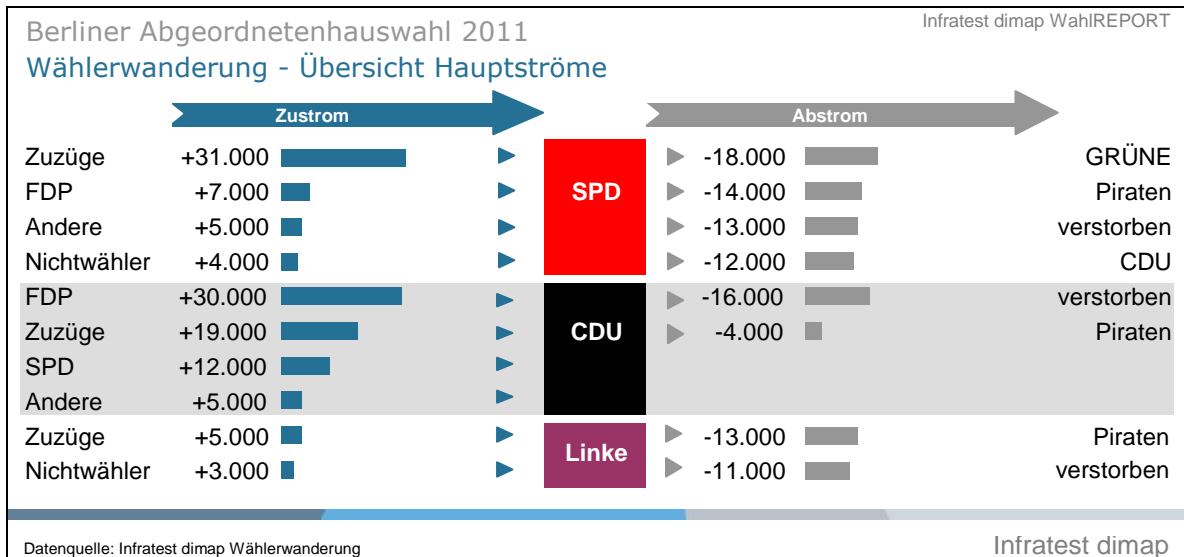 Berliner Abgeordnetenhauswahl 2011
Infratest dimap WahlREPORT
Wählerwanderung - Übersicht Hauptströme
Zustrom
Abstrom
Zuzüge +31.000 -18.000 GRÜNE
FDP +7.000 SPD -14.000 Piraten
Andere +5.000 -13.000 verstorben
Nichtwähler +4.000 -12.000 CDU
FDP +30.000 -16.000 verstorben
Zuzüge +19.000 CDU -4.000 Piraten
SPD +12.000
Andere +5.000
Zuzüge +5.000 -13.000 Piraten
Linke
Nichtwähler +3.000 -11.000 verstorben
Datenquelle: Infratest dimap Wählerwanderung
Infratest dimap